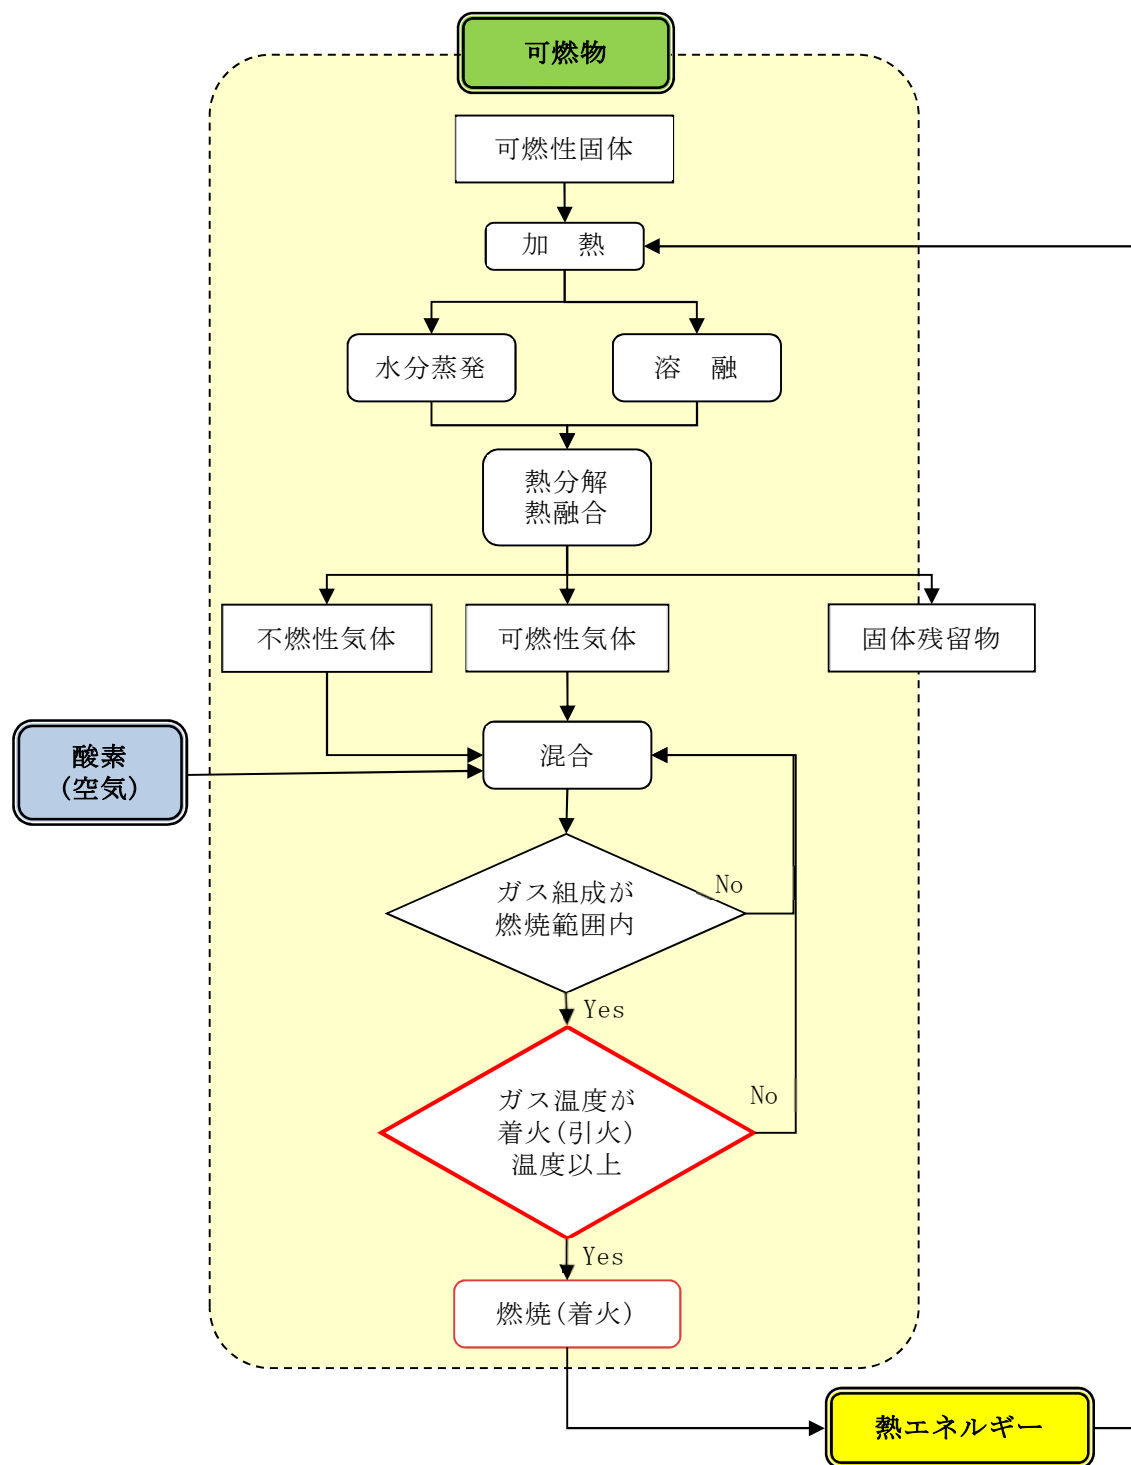 可燃物
可燃性固体
加　熱
水分蒸発
溶　融
熱分解
熱融合
不燃性気体
可燃性気体
固体残留物
酸素
(空気)
混合
ガス組成が
燃焼範囲内
No
Yes
ガス温度が
着火(引火)
温度以上
No
Yes
燃焼(着火)
熱エネルギー